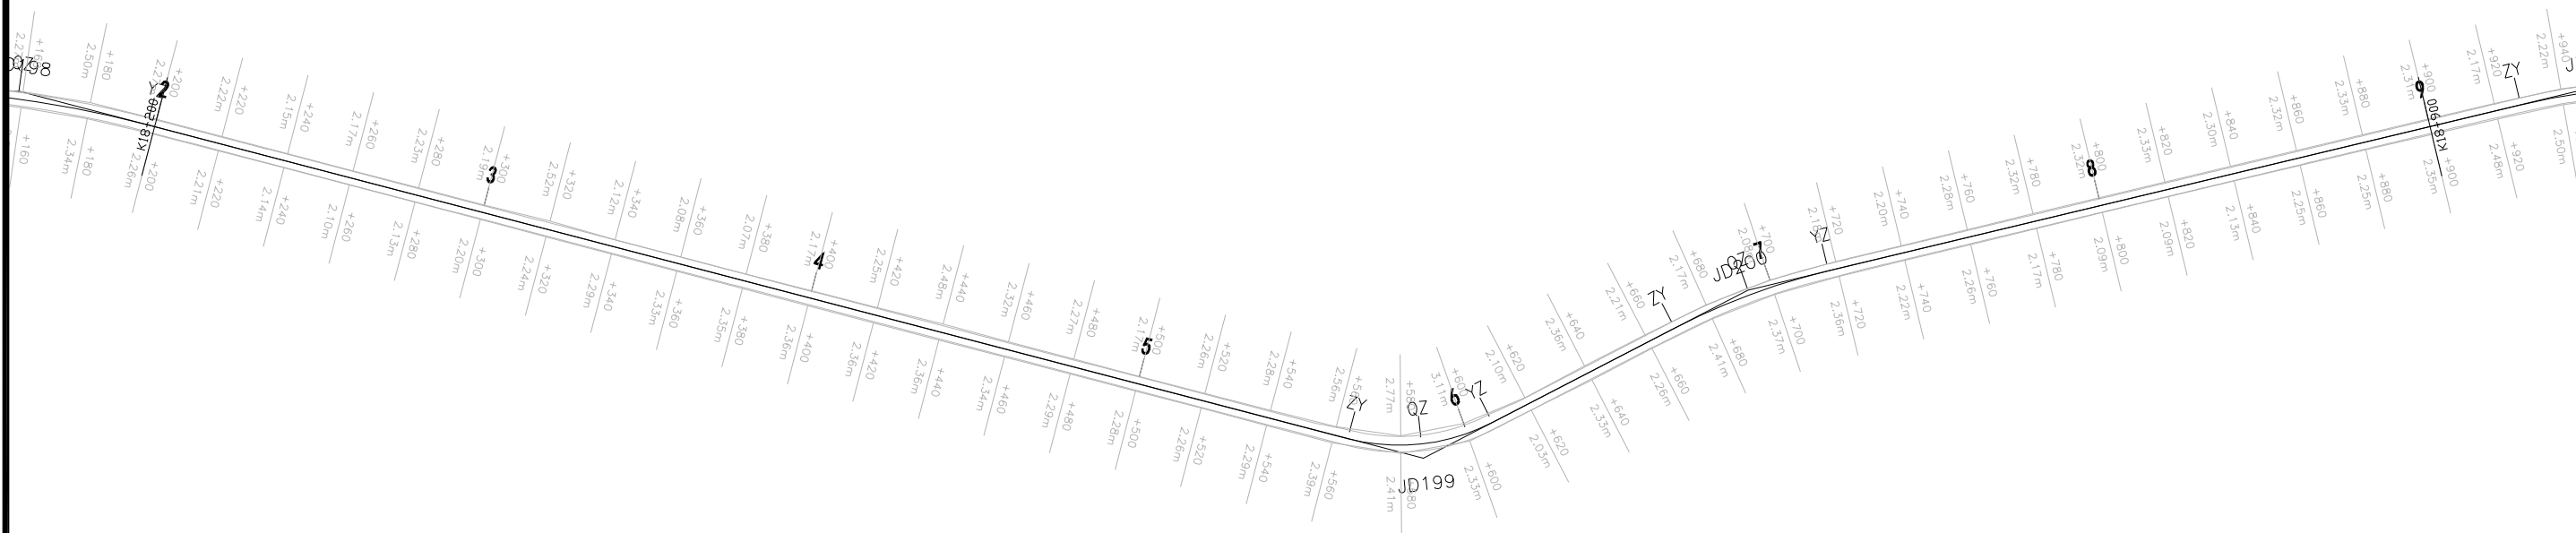 +180
2.50m
+200
+220
2.22m
+240
2.15m
+260
2.17m
+280
2.23m
+300
2.19m
+320
2.52m
+340
2.12m
+360
2.08m
+380
2.07m
+400
2.17m
+420
2.25m
+440
2.48m
+460
2.32m
+480
2.27m
+500
2.17m
+520
2.26m
+540
2.28m
2.56m
2.77m
3.11m
+620
2.10m
+640
2.36m
+660
2.21m
+680
2.17m
+700
+720
+740
2.20m
+760
2.28m
+780
2.32m
+800
2.32m
+820
2.33m
+840
2.30m
+860
2.32m
+880
2.33m
+900
2.31m
+920
2.17m
+940
2.22m
2
3
4
5
6
7
8
9
K18+200
K18+900
ZY
QZ
YZ
JD199
ZY
JD200
YZ
ZY
+160
2.34m
+180
2.26m
+200
2.21m
+220
2.14m
+240
2.10m
+260
2.13m
+280
2.20m
+300
2.24m
+320
2.29m
+340
2.33m
+360
2.35m
+380
2.36m
+400
2.36m
+420
2.36m
+440
2.34m
+460
2.29m
+480
2.28m
+500
2.26m
+520
2.29m
+540
2.39m
+560
2.41m
2.33m
+600
2.03m
+620
2.33m
+640
2.26m
+660
2.41m
+680
2.37m
+700
2.36m
+720
2.22m
+740
2.26m
+760
2.17m
+780
2.09m
+800
2.09m
+820
2.13m
+840
2.25m
+860
2.25m
+880
2.35m
+900
2.48m
+920
2.50m